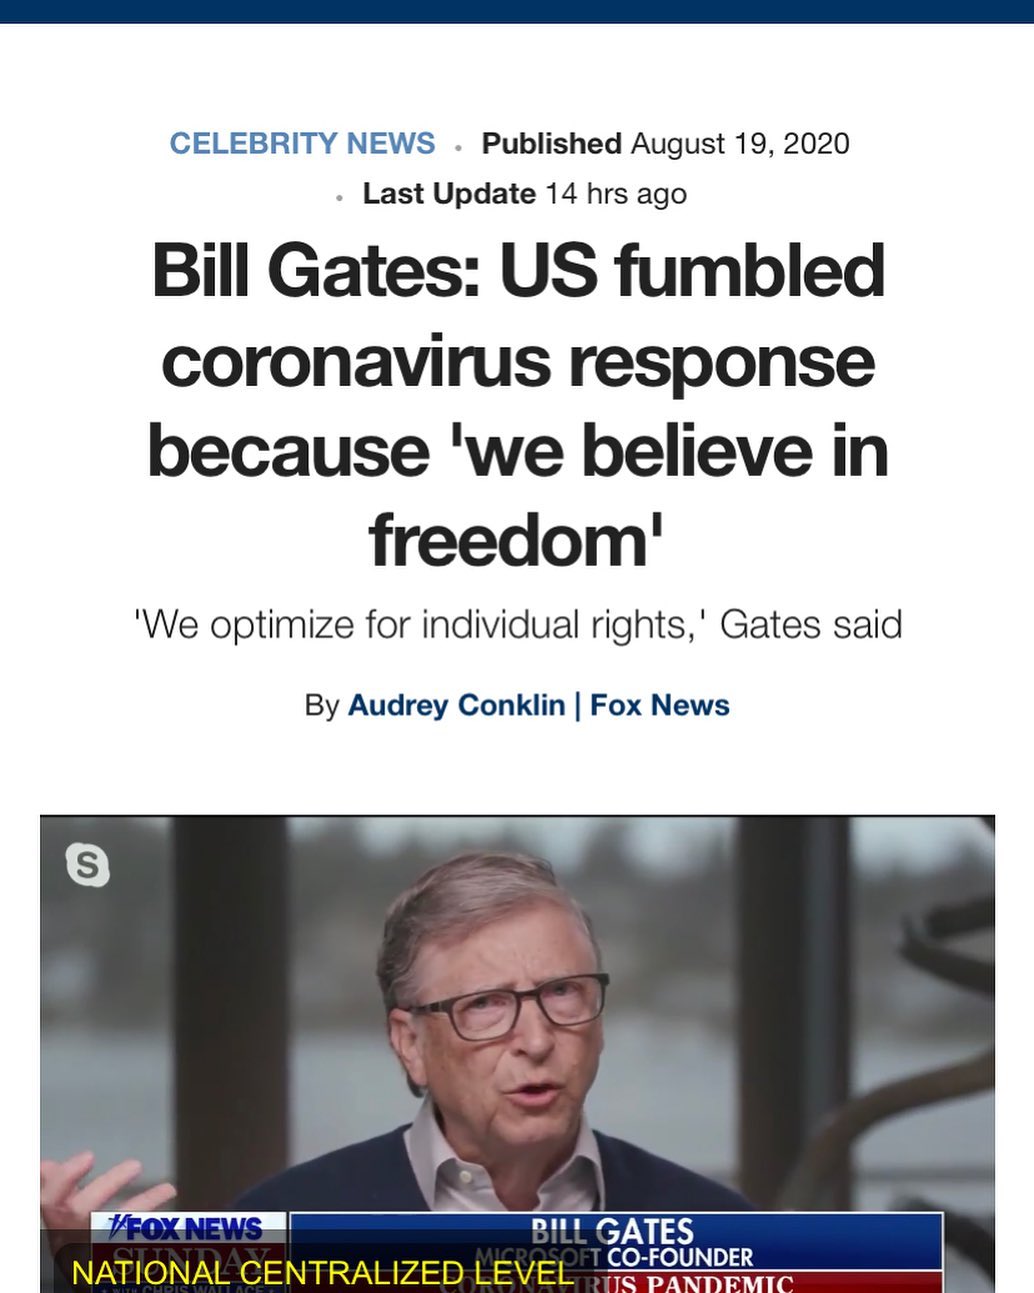 CELEBRITY NEWS · Published August 19, 2020
· Last Update 14 hrs ago
Bill Gates: US fumbled
coronavirus response
because 'we believe in
freedom'
'We optimize for individual rights,' Gates said
By Audrey Conklin | Fox News
S
FOX NEWS
SUNDAY
WITH CHRIS WALLACE
BILL GATES
MICROSOFT CO-FOUNDER
CORONAVIRUS PANDEMIC
NATIONAL CENTRALIZED LEVEL